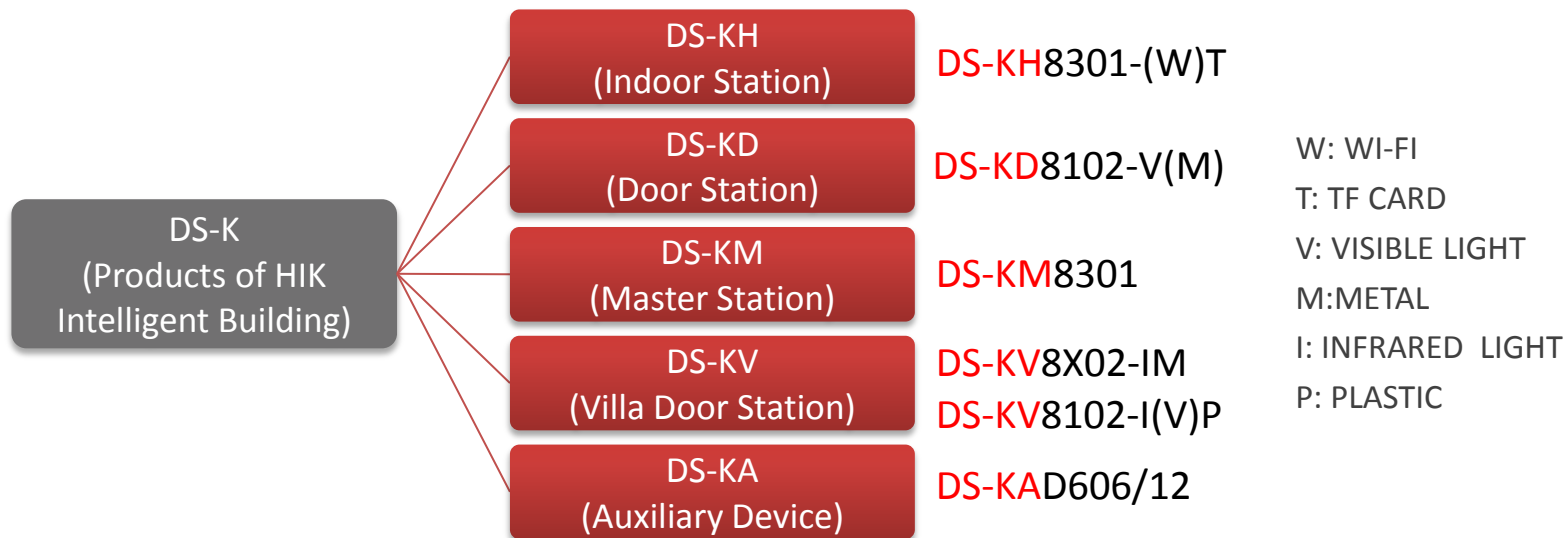 DS-K
(Products of HIK
Intelligent Building)
DS-KH
(Indoor Station)
DS-KH8301-(W)T
DS-KD
(Door Station)
DS-KD8102-V(M)
DS-KM
(Master Station)
DS-KM8301
DS-KV
(Villa Door Station)
DS-KV8X02-IM
DS-KV8102-I(V)P
DS-KA
(Auxiliary Device)
DS-KAD606/12
W: WI-FI
T: TF CARD
V: VISIBLE LIGHT
M:METAL
I: INFRARED  LIGHT
P: PLASTIC